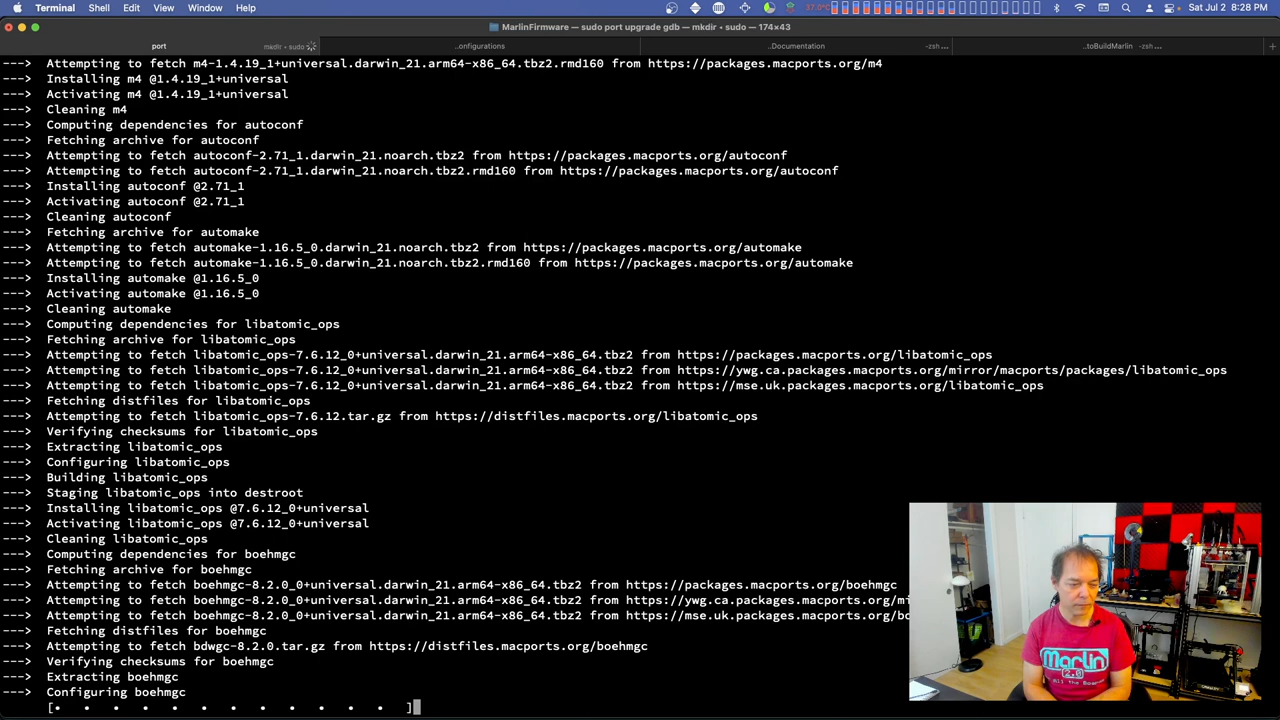 Terminal Shell Edit View Window Help 37.0°C Sat Jul 2 8:28 PM
MarlinFirmware — sudo port upgrade gdb — mkdir • sudo — 174×43
port mkdir • sudo ..onfigurations ..Documentation -zsh ... ..toBuildMarlin -zsh ... +
---> Attempting to fetch m4-1.4.19_1+universal.darwin_21.arm64-x86_64.tbz2.rmd160 from https://packages.macports.org/m4
---> Installing m4 @1.4.19_1+universal
---> Activating m4 @1.4.19_1+universal
---> Cleaning m4
---> Computing dependencies for autoconf
---> Fetching archive for autoconf
---> Attempting to fetch autoconf-2.71_1.darwin_21.noarch.tbz2 from https://packages.macports.org/autoconf
---> Attempting to fetch autoconf-2.71_1.darwin_21.noarch.tbz2.rmd160 from https://packages.macports.org/autoconf
---> Installing autoconf @2.71_1
---> Activating autoconf @2.71_1
---> Cleaning autoconf
---> Fetching archive for automake
---> Attempting to fetch automake-1.16.5_0.darwin_21.noarch.tbz2 from https://packages.macports.org/automake
---> Attempting to fetch automake-1.16.5_0.darwin_21.noarch.tbz2.rmd160 from https://packages.macports.org/automake
---> Installing automake @1.16.5_0
---> Activating automake @1.16.5_0
---> Cleaning automake
---> Computing dependencies for libatomic_ops
---> Fetching archive for libatomic_ops
---> Attempting to fetch libatomic_ops-7.6.12_0+universal.darwin_21.arm64-x86_64.tbz2 from https://packages.macports.org/libatomic_ops
---> Attempting to fetch libatomic_ops-7.6.12_0+universal.darwin_21.arm64-x86_64.tbz2 from https://ywg.ca.packages.macports.org/mirror/macports/packages/libatomic_ops
---> Attempting to fetch libatomic_ops-7.6.12_0+universal.darwin_21.arm64-x86_64.tbz2 from https://mse.uk.packages.macports.org/libatomic_ops
---> Fetching distfiles for libatomic_ops
---> Attempting to fetch libatomic_ops-7.6.12.tar.gz from https://distfiles.macports.org/libatomic_ops
---> Verifying checksums for libatomic_ops
---> Extracting libatomic_ops
---> Configuring libatomic_ops
---> Building libatomic_ops
---> Staging libatomic_ops into destroot
---> Installing libatomic_ops @7.6.12_0+universal
---> Activating libatomic_ops @7.6.12_0+universal
---> Cleaning libatomic_ops
---> Computing dependencies for boehmgc
---> Fetching archive for boehmgc
---> Attempting to fetch boehmgc-8.2.0_0+universal.darwin_21.arm64-x86_64.tbz2 from https://packages.macports.org/boehmgc
---> Attempting to fetch boehmgc-8.2.0_0+universal.darwin_21.arm64-x86_64.tbz2 from https://ywg.ca.packages.macports.org/mi
---> Attempting to fetch boehmgc-8.2.0_0+universal.darwin_21.arm64-x86_64.tbz2 from https://mse.uk.packages.macports.org/bo
---> Fetching distfiles for boehmgc
---> Attempting to fetch bdwgc-8.2.0.tar.gz from https://distfiles.macports.org/boehmgc
---> Verifying checksums for boehmgc
---> Extracting boehmgc
---> Configuring boehmgc
[• • • • • • • • • • • • ]
Marlin
2.0